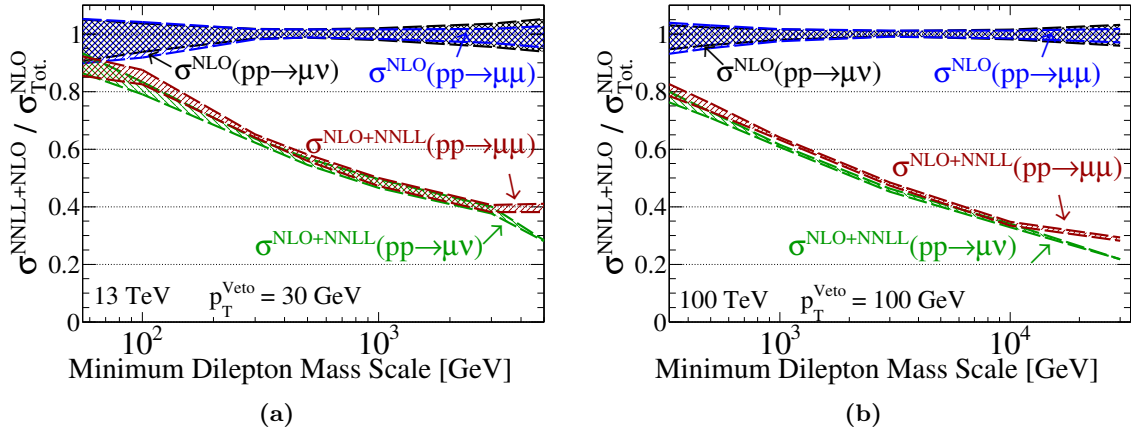 σ^NNLL+NLO / σ_Tot.^NLO
1
0.8
0.6
0.4
0.2
0
σ^NLO(pp→μν)
σ^NLO(pp→μμ)
σ^NLO+NNLL(pp→μμ)
σ^NLO+NNLL(pp→μν)
13 TeV p_T^Veto = 30 GeV
10^2 10^3
Minimum Dilepton Mass Scale [GeV]
(a)
σ^NNLL+NLO / σ_Tot.^NLO
1
0.8
0.6
0.4
0.2
0
σ^NLO(pp→μν)
σ^NLO(pp→μμ)
σ^NLO+NNLL(pp→μμ)
σ^NLO+NNLL(pp→μν)
100 TeV p_T^Veto = 100 GeV
10^3 10^4
Minimum Dilepton Mass Scale [GeV]
(b)